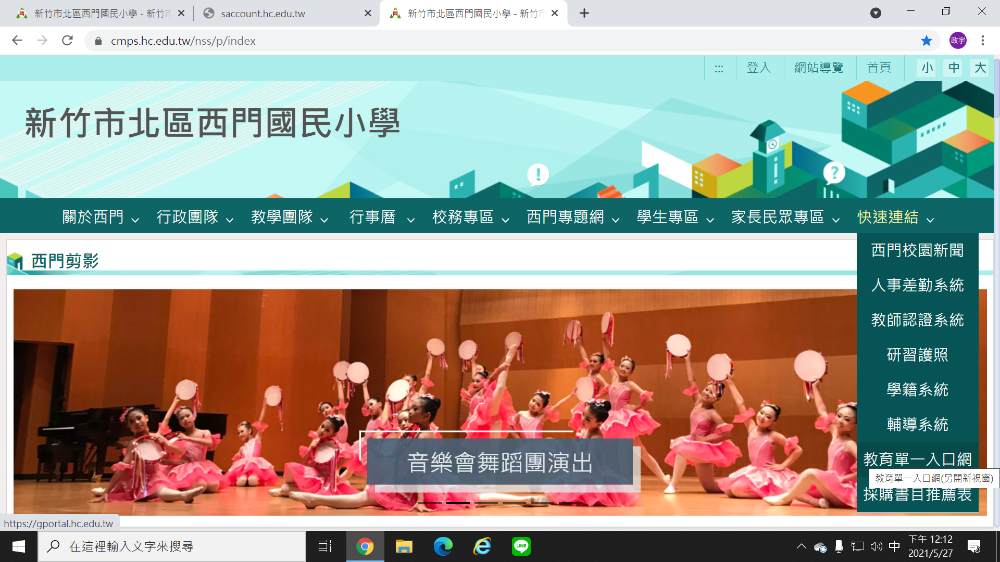 新竹市北區西門國民小學 - 新竹市
saccount.hc.edu.tw
新竹市北區西門國民小學 - 新竹市
cmps.hc.edu.tw/nss/p/index
政宇
:::
登入
網站導覽
首頁
小
中
大
新竹市北區西門國民小學
關於西門
行政團隊
教學團隊
行事曆
校務專區
西門專題網
學生專區
家長民眾專區
快速連結
西門剪影
西門校園新聞
人事差勤系統
教師認證系統
研習護照
學籍系統
輔導系統
教育單一入口網
教育單一入口網(另開新視窗)
採購書目推薦表
音樂會舞蹈團演出
https://gportal.hc.edu.tw
在這裡輸入文字來搜尋
LINE
中
下午 12:12
2021/5/27